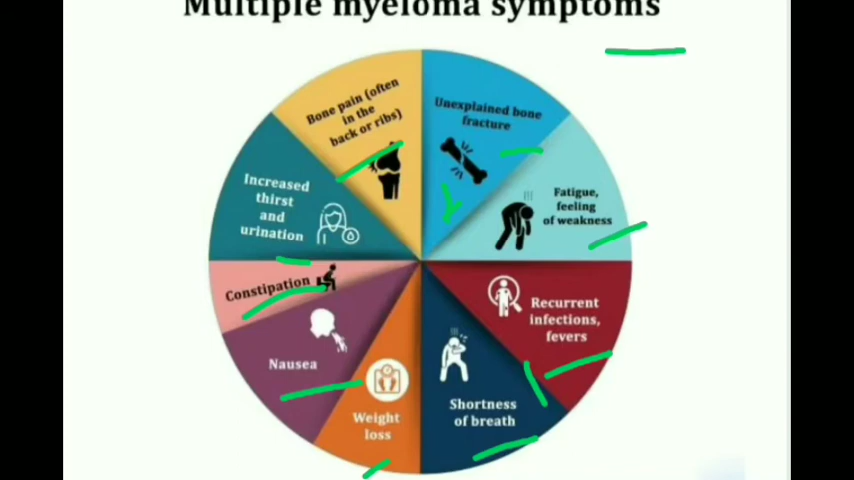 Multiple myeloma symptoms
Bone pain (often
in the
back or ribs)
Unexplained bone
fracture
Fatigue,
feeling
of weakness
Recurrent
infections,
fevers
Shortness
of breath
Weight
loss
Nausea
Constipation
Increased
thirst
and
urination